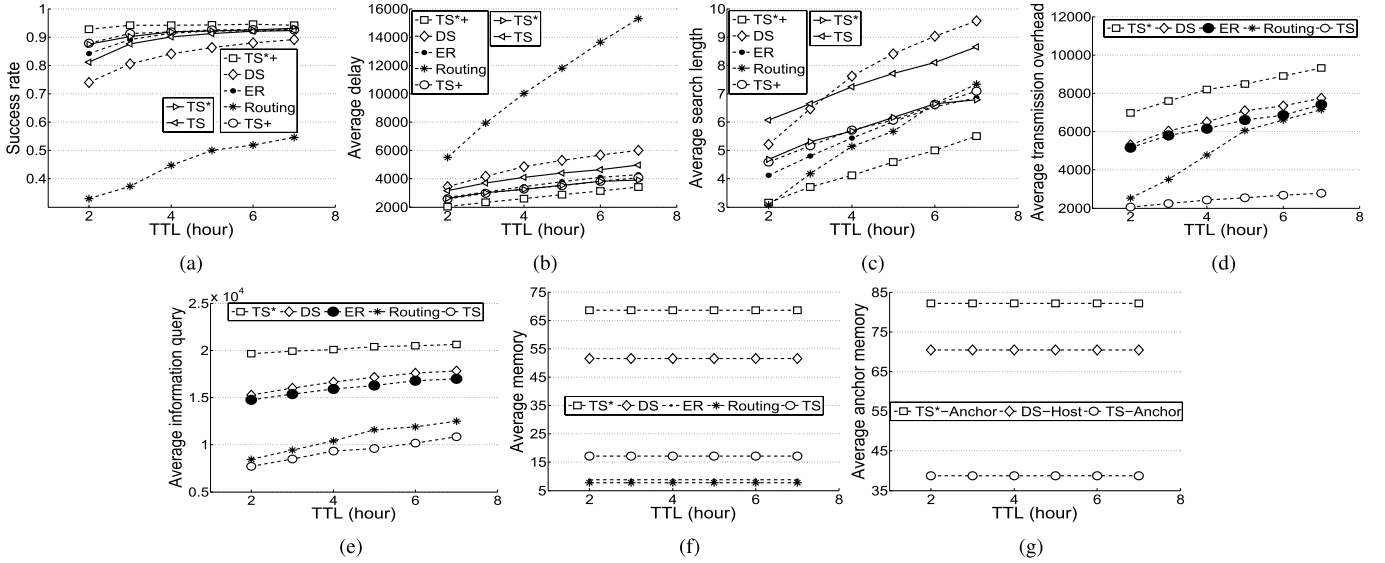 Success rate
1
0.9
0.8
0.7
0.6
0.5
0.4
2 4 6 8
TTL (hour)
TS*+
DS
ER
Routing
TS+
TS*
TS
(a)
Average delay
16000
14000
12000
10000
8000
6000
4000
2000
2 4 6 8
TTL (hour)
TS*+
DS
ER
Routing
TS+
TS*
TS
(b)
Average search length
10
9
8
7
6
5
4
3
2 4 6 8
TTL (hour)
TS*+
DS
ER
Routing
TS+
TS*
TS
(c)
Average transmission overhead
12000
10000
8000
6000
4000
2000
2 4 6 8
TTL (hour)
TS* DS ER Routing TS
(d)
Average information query
x 10⁴
2.5
2
1.5
1
0.5
2 4 6 8
TTL (hour)
TS* DS ER Routing TS
(e)
Average memory
75
65
55
45
35
25
15
5
2 4 6 8
TTL (hour)
TS* DS ER Routing TS
(f)
Average anchor memory
85
75
65
55
45
35
2 4 6 8
TTL (hour)
TS*-Anchor DS-Host TS-Anchor
(g)